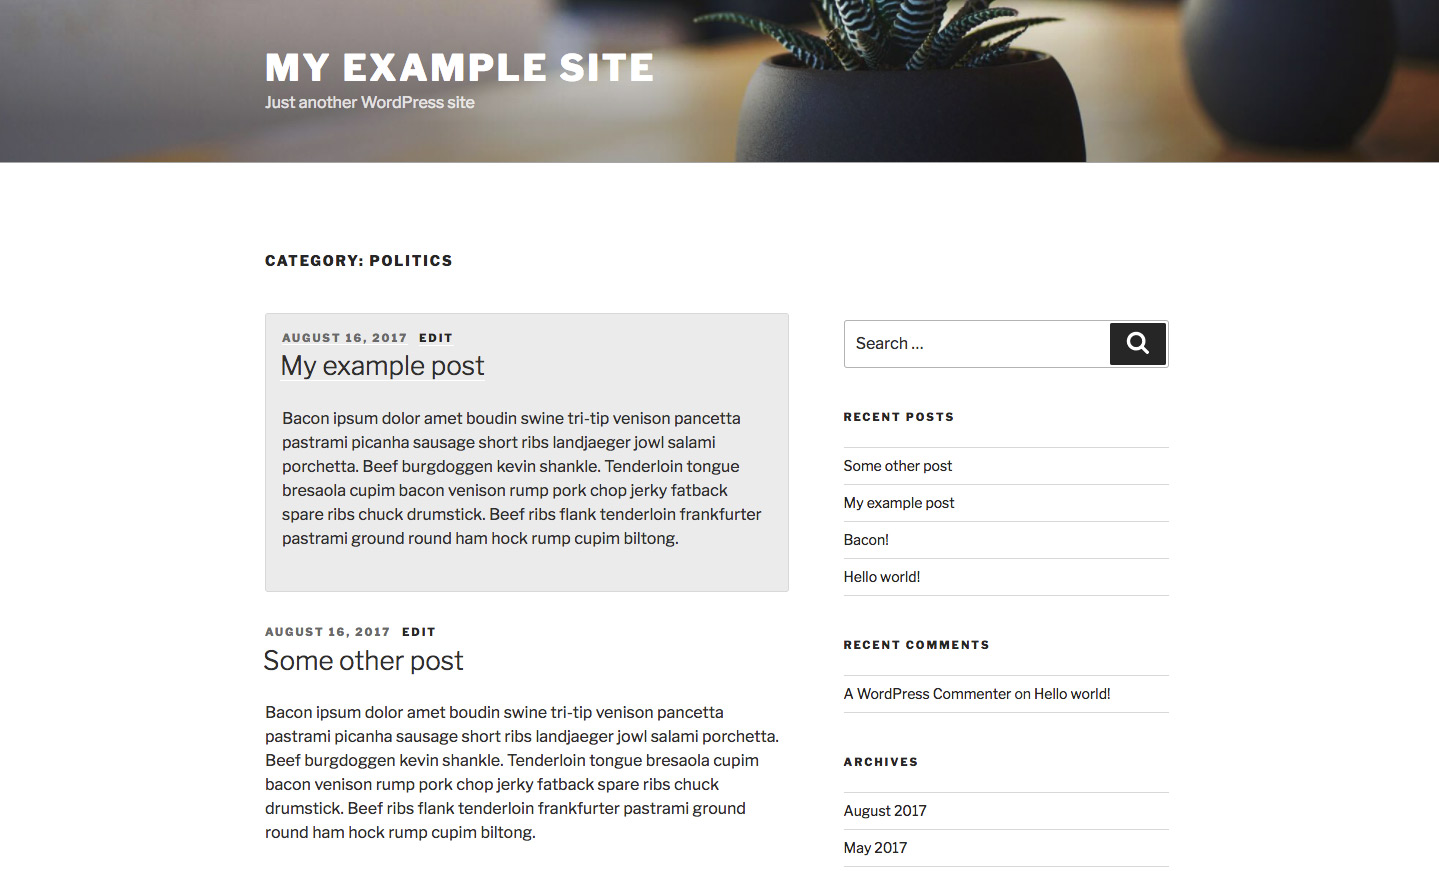 MY EXAMPLE SITE
Just another WordPress site
CATEGORY: POLITICS
AUGUST 16, 2017 EDIT
My example post
Bacon ipsum dolor amet boudin swine tri-tip venison pancetta
pastrami picanha sausage short ribs landjaeger jowl salami
porchetta. Beef burgdoggen kevin shankle. Tenderloin tongue
bresaola cupim bacon venison rump pork chop jerky fatback
spare ribs chuck drumstick. Beef ribs flank tenderloin frankfurter
pastrami ground round ham hock rump cupim biltong.
AUGUST 16, 2017 EDIT
Some other post
Bacon ipsum dolor amet boudin swine tri-tip venison pancetta
pastrami picanha sausage short ribs landjaeger jowl salami porchetta.
Beef burgdoggen kevin shankle. Tenderloin tongue bresaola cupim
bacon venison rump pork chop jerky fatback spare ribs chuck
drumstick. Beef ribs flank tenderloin frankfurter pastrami ground
round ham hock rump cupim biltong.
Search …
RECENT POSTS
Some other post
My example post
Bacon!
Hello world!
RECENT COMMENTS
A WordPress Commenter on Hello world!
ARCHIVES
August 2017
May 2017